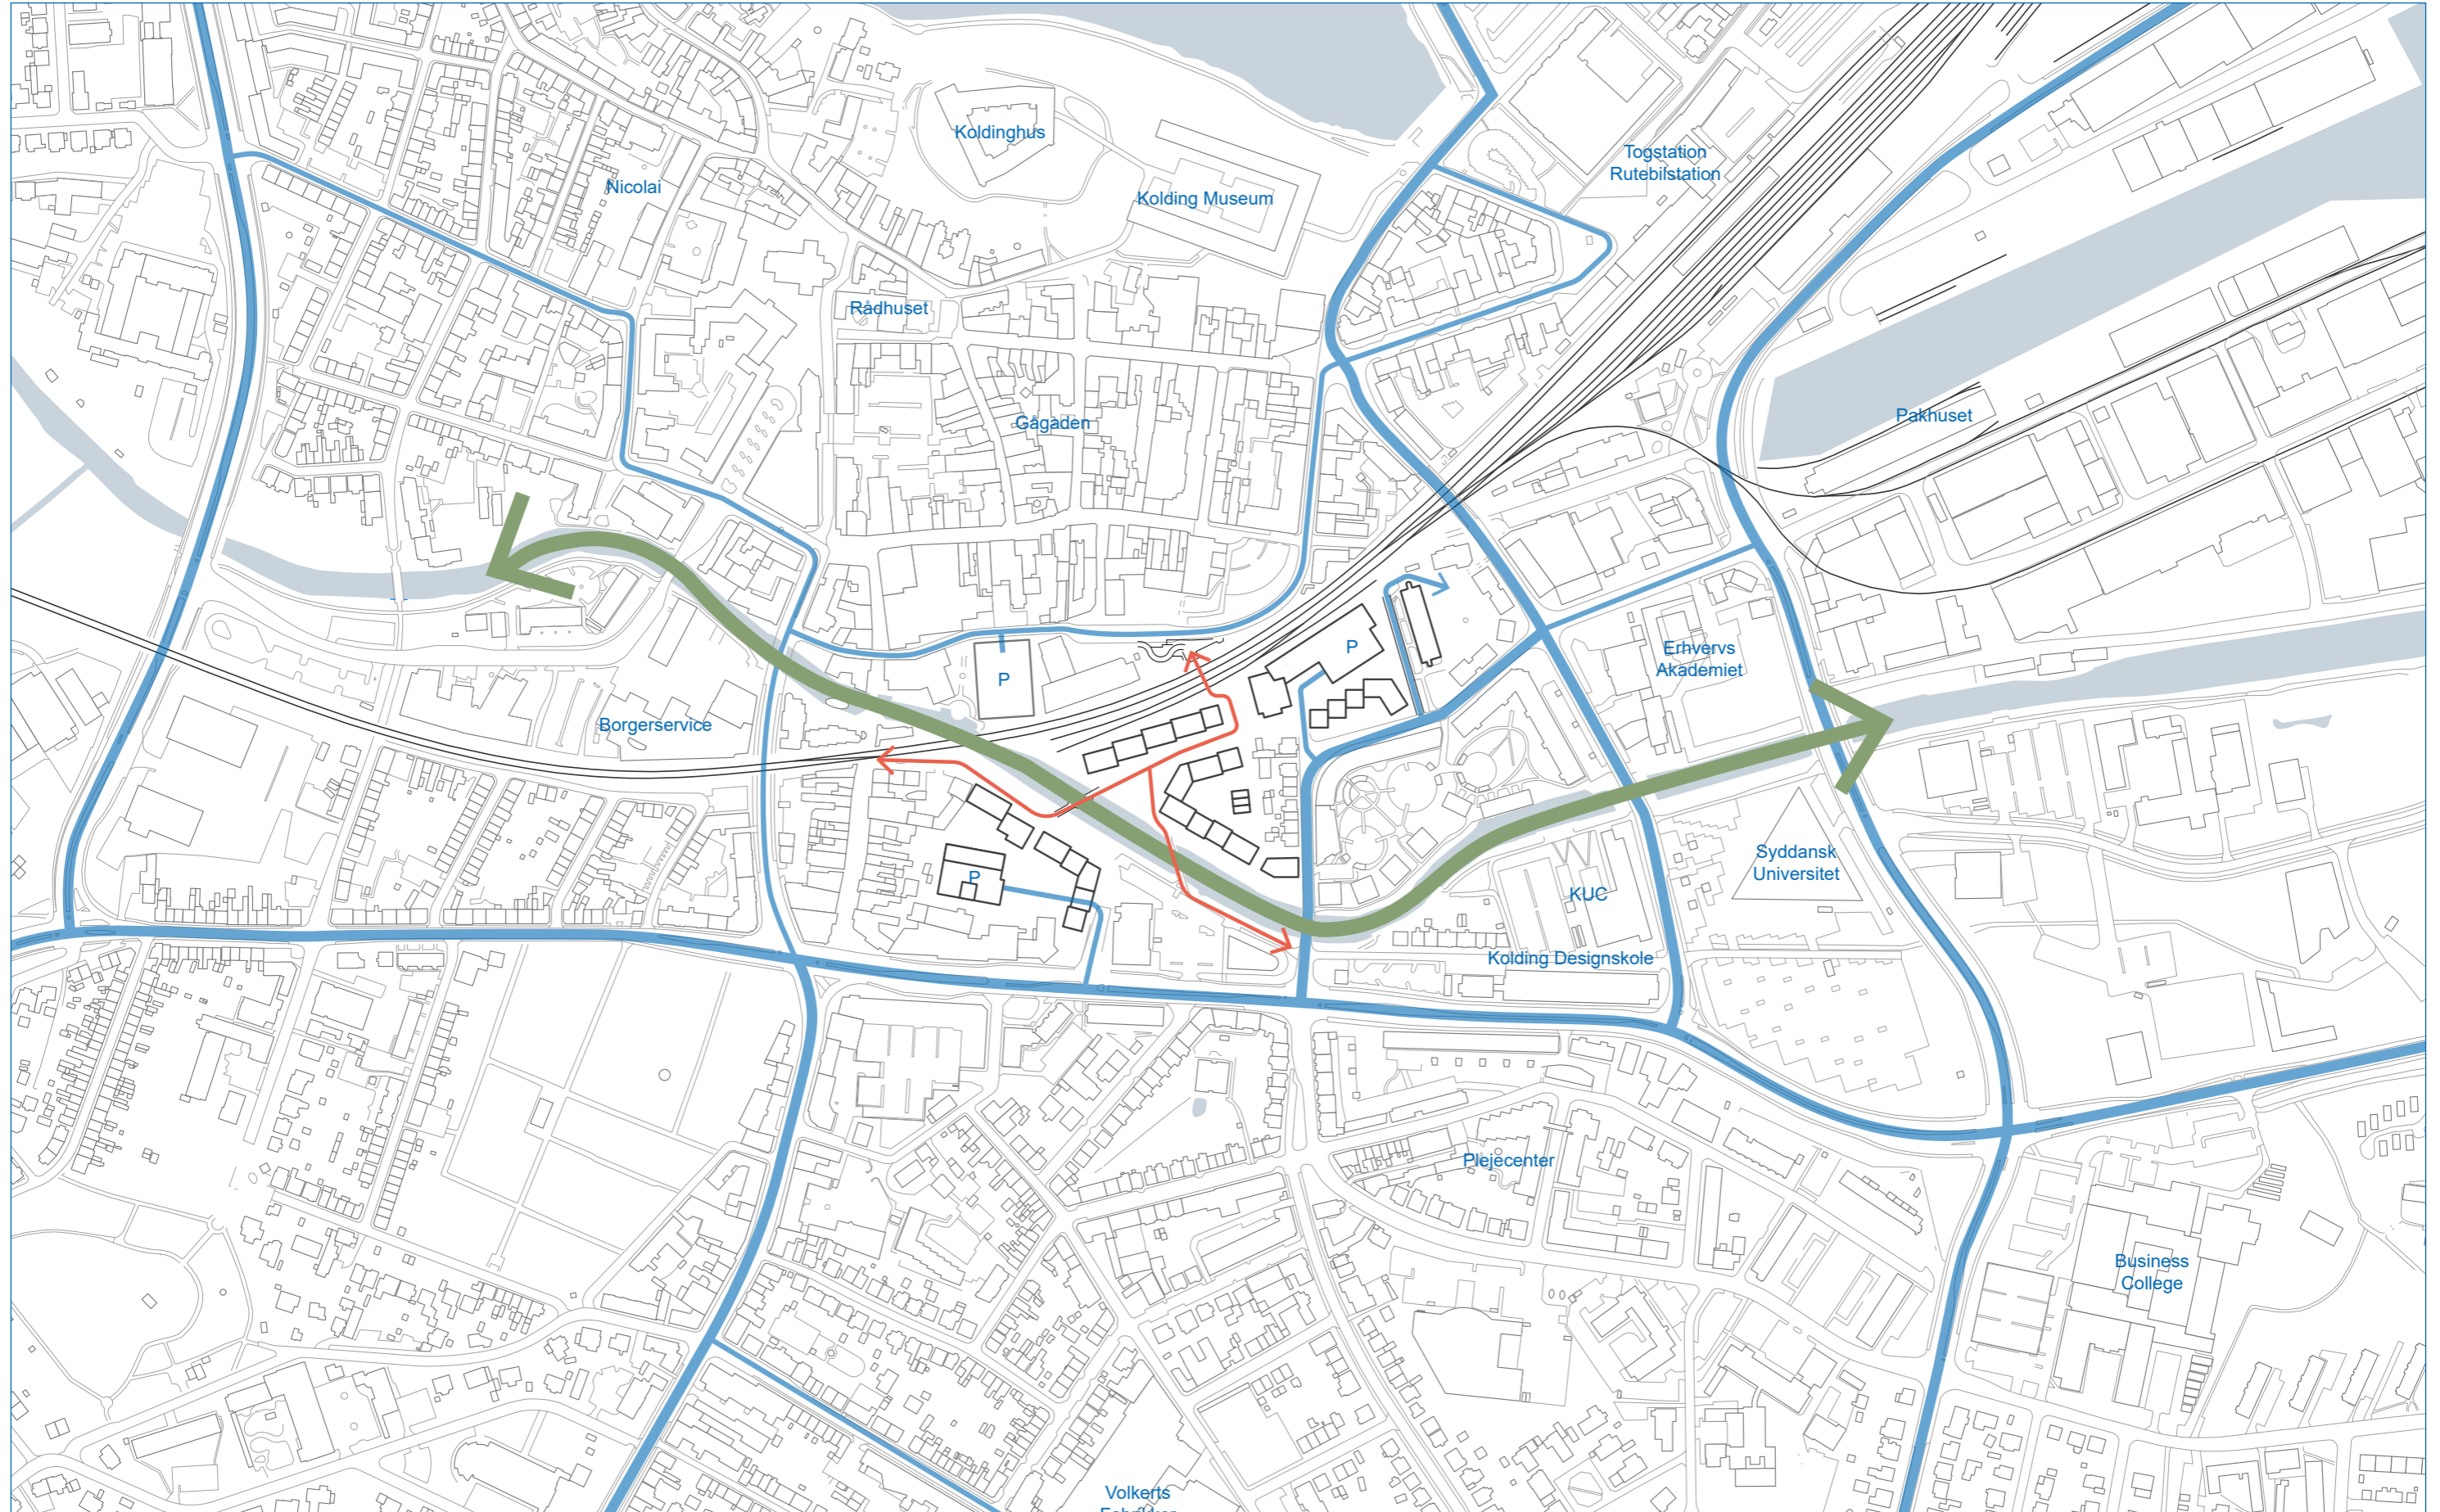 Koldinghus
Togstation
Rutebilstation
Nicolai
Kolding Museum
Rådhuset
Pakhuset
Gågaden
P
Erhvervs
Akademiet
P
Borgerservice
Syddansk
Universitet
P
KUC
Kolding Designskole
Plejecenter
Business
College
Volkerts